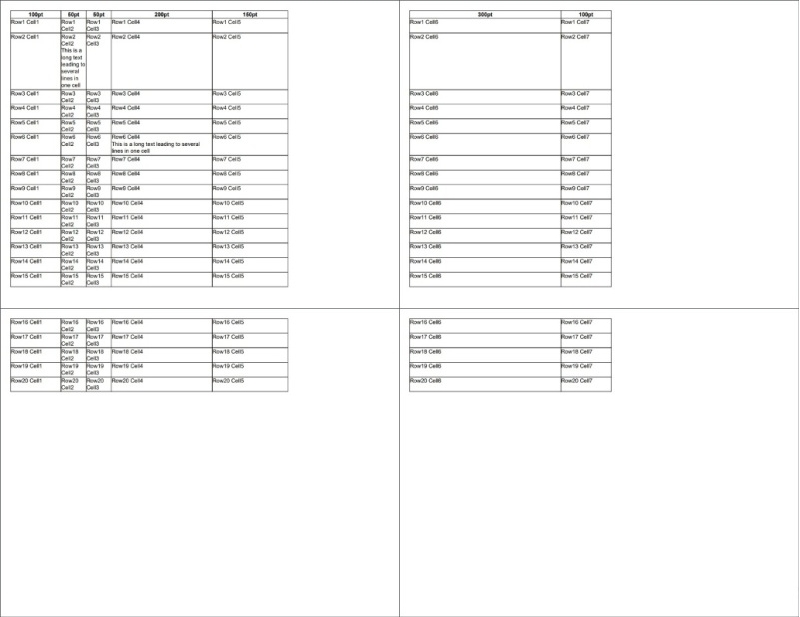 100pt 50pt 50pt 200pt 150pt
Row1 Cell1 Row1 Row1 Row1 Cell4 Row1 Cell5
Cell2 Cell3
Row2 Cell1 Row2 Row2 Row2 Cell4 Row2 Cell5
Cell2 Cell3
This is a
long text
leading to
several
lines in
one cell
Row3 Cell1 Row3 Row3 Row3 Cell4 Row3 Cell5
Cell2 Cell3
Row4 Cell1 Row4 Row4 Row4 Cell4 Row4 Cell5
Cell2 Cell3
Row5 Cell1 Row5 Row5 Row5 Cell4 Row5 Cell5
Cell2 Cell3
Row6 Cell1 Row6 Row6 Row6 Cell4 Row6 Cell5
Cell2 Cell3 This is a long text leading to several
lines in one cell
Row7 Cell1 Row7 Row7 Row7 Cell4 Row7 Cell5
Cell2 Cell3
Row8 Cell1 Row8 Row8 Row8 Cell4 Row8 Cell5
Cell2 Cell3
Row9 Cell1 Row9 Row9 Row9 Cell4 Row9 Cell5
Cell2 Cell3
Row10 Cell1 Row10 Row10 Row10 Cell4 Row10 Cell5
Cell2 Cell3
Row11 Cell1 Row11 Row11 Row11 Cell4 Row11 Cell5
Cell2 Cell3
Row12 Cell1 Row12 Row12 Row12 Cell4 Row12 Cell5
Cell2 Cell3
Row13 Cell1 Row13 Row13 Row13 Cell4 Row13 Cell5
Cell2 Cell3
Row14 Cell1 Row14 Row14 Row14 Cell4 Row14 Cell5
Cell2 Cell3
Row15 Cell1 Row15 Row15 Row15 Cell4 Row15 Cell5
Cell2 Cell3
300pt 100pt
Row1 Cell6 Row1 Cell7
Row2 Cell6 Row2 Cell7
Row3 Cell6 Row3 Cell7
Row4 Cell6 Row4 Cell7
Row5 Cell6 Row5 Cell7
Row6 Cell6 Row6 Cell7
Row7 Cell6 Row7 Cell7
Row8 Cell6 Row8 Cell7
Row9 Cell6 Row9 Cell7
Row10 Cell6 Row10 Cell7
Row11 Cell6 Row11 Cell7
Row12 Cell6 Row12 Cell7
Row13 Cell6 Row13 Cell7
Row14 Cell6 Row14 Cell7
Row15 Cell6 Row15 Cell7
Row16 Cell1 Row16 Row16 Row16 Cell4 Row16 Cell5
Cell2 Cell3
Row17 Cell1 Row17 Row17 Row17 Cell4 Row17 Cell5
Cell2 Cell3
Row18 Cell1 Row18 Row18 Row18 Cell4 Row18 Cell5
Cell2 Cell3
Row19 Cell1 Row19 Row19 Row19 Cell4 Row19 Cell5
Cell2 Cell3
Row20 Cell1 Row20 Row20 Row20 Cell4 Row20 Cell5
Cell2 Cell3
Row16 Cell6 Row16 Cell7
Row17 Cell6 Row17 Cell7
Row18 Cell6 Row18 Cell7
Row19 Cell6 Row19 Cell7
Row20 Cell6 Row20 Cell7